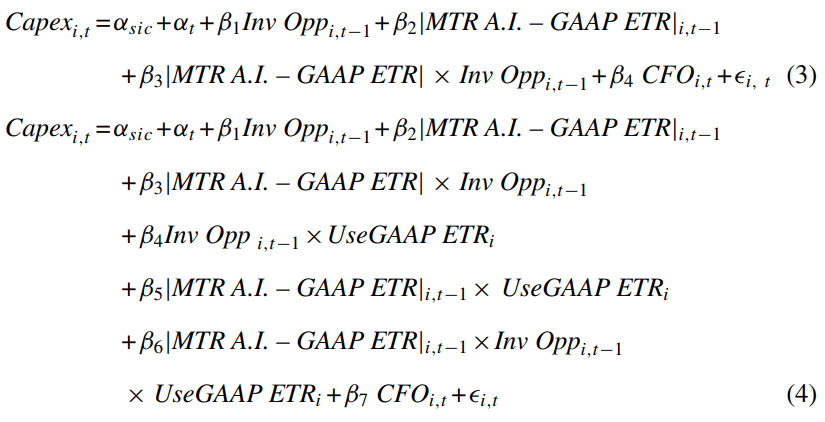 Capex_{i,t} = α_{sic} + α_t + β_1 Inv Opp_{i,t−1} + β_2 |MTR A.I. – GAAP ETR|_{i,t−1}
+ β_3 |MTR A.I. – GAAP ETR| × Inv Opp_{i,t−1} + β_4 CFO_{i,t} + ϵ_{i, t} (3)
Capex_{i,t} = α_{sic} + α_t + β_1 Inv Opp_{i,t−1} + β_2 |MTR A.I. – GAAP ETR|_{i,t−1}
+ β_3 |MTR A.I. – GAAP ETR| × Inv Opp_{i,t−1}
+ β_4 Inv Opp _{i,t−1} × UseGAAP ETR_i
+ β_5 |MTR A.I. – GAAP ETR|_{i,t−1} × UseGAAP ETR_i
+ β_6 |MTR A.I. – GAAP ETR|_{i,t−1} × Inv Opp_{i,t−1}
× UseGAAP ETR_i + β_7 CFO_{i,t} + ϵ_{i,t} (4)